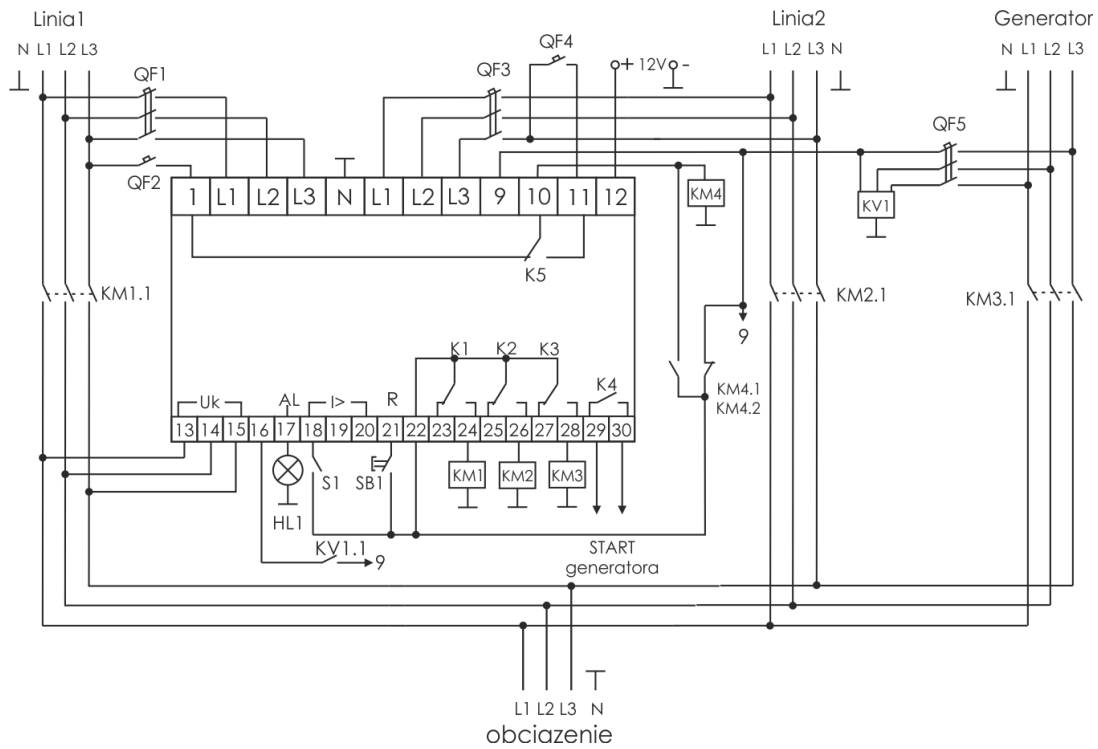 Linia1
Linia2
Generator
N L1 L2 L3
L1 L2 L3 N
N L1 L2 L3
QF1
QF3
QF4
+ 12V -
QF5
QF2
1 L1 L2 L3 N L1 L2 L3 9 10 11 12
KM4
KV1
K5
KM1.1
KM2.1
KM3.1
9
K1 K2 K3
K4
KM4.1
KM4.2
Uk AL I> R
13 14 15 16 17 18 19 20 21 22 23 24 25 26 27 28 29 30
S1
SB1
KM1
KM2
KM3
HL1
KV1.1
9
START
generatora
L1 L2 L3 N
obciazenie